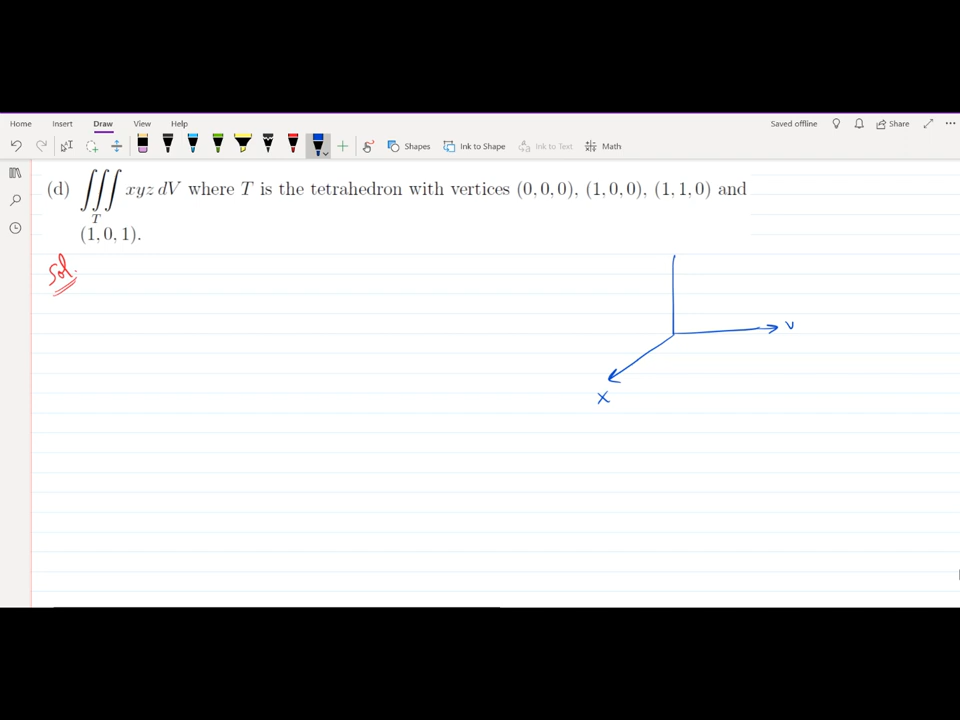 Home Insert Draw View Help Saved offline Share
Shapes Ink to Shape Ink to Text Math
(d) ∭_T xyz dV where T is the tetrahedron with vertices (0, 0, 0), (1, 0, 0), (1, 1, 0) and
(1, 0, 1).
Sol.
x